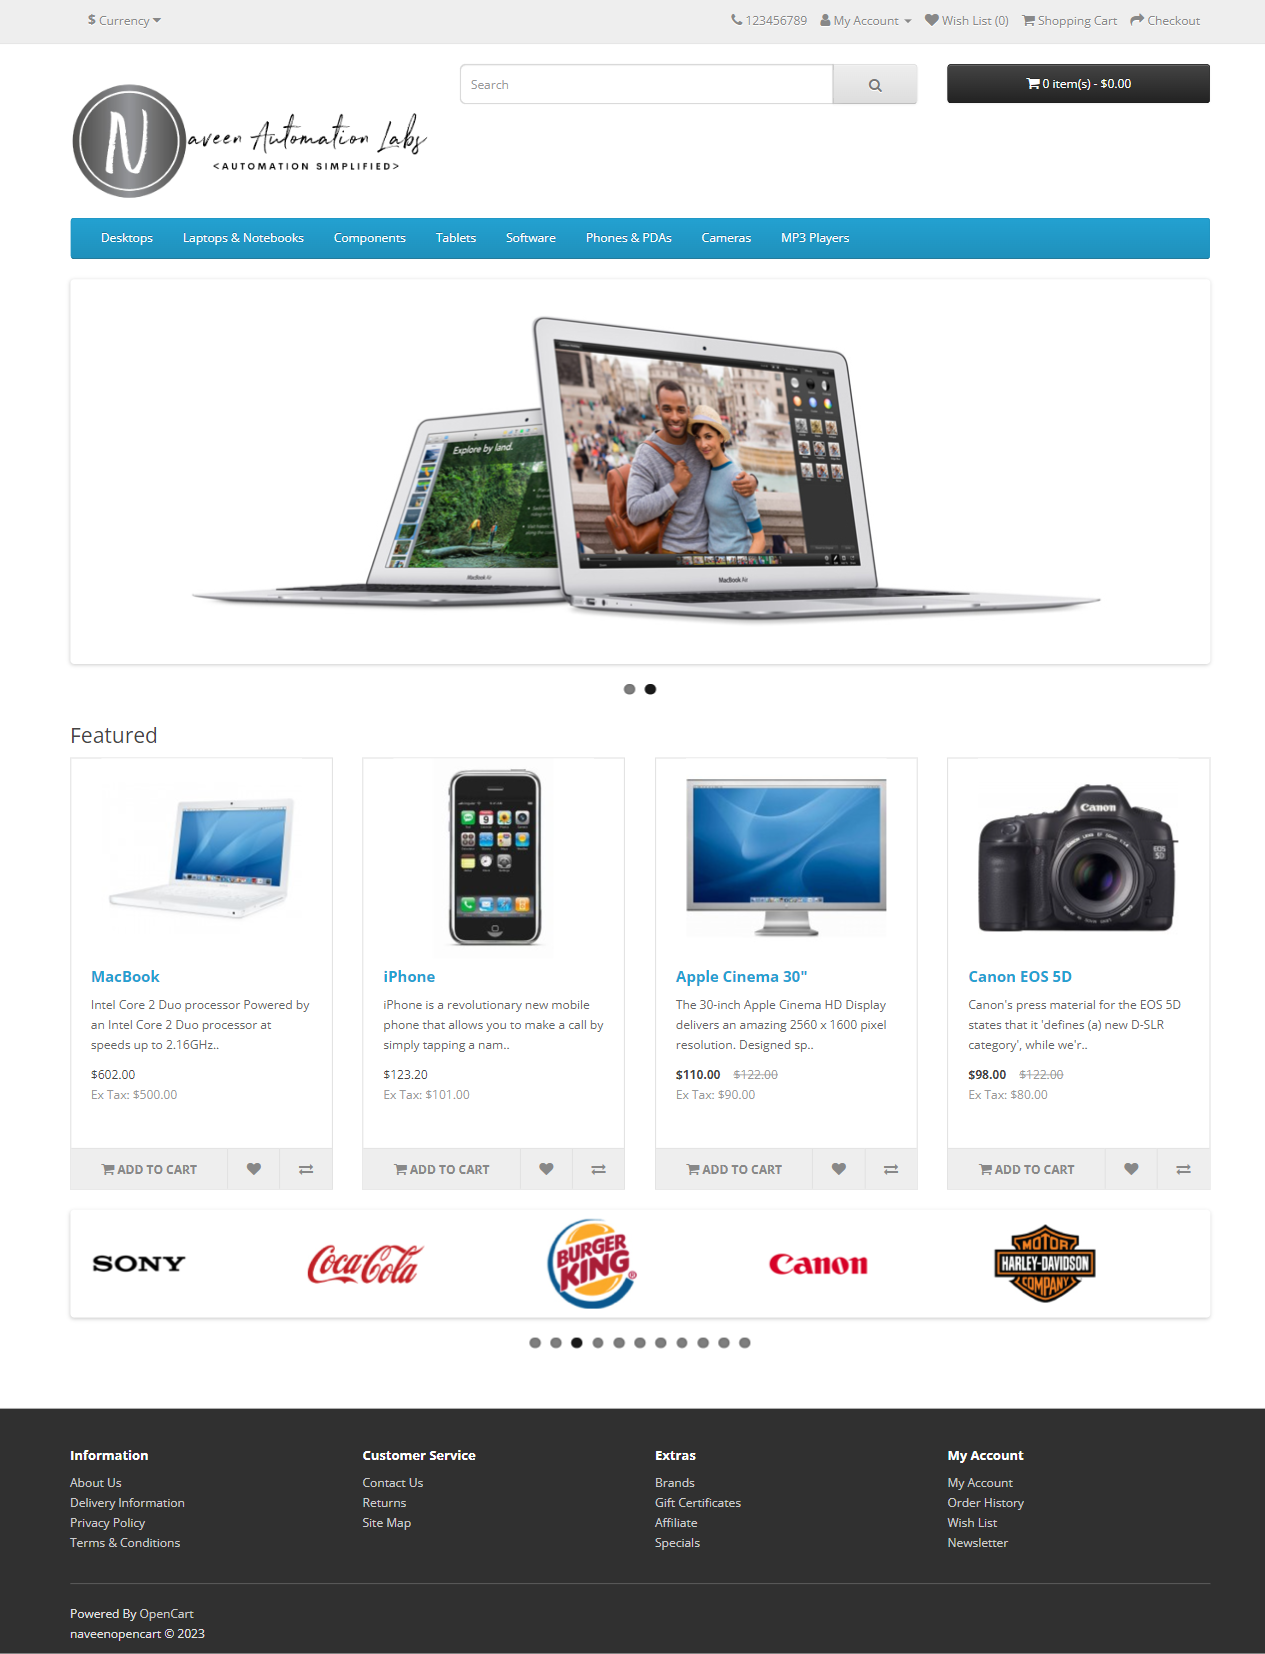 $ Currency
123456789 My Account Wish List (0) Shopping Cart Checkout
Search
0 item(s) - $0.00
N
aveen Automation Labs
<AUTOMATION SIMPLIFIED>
Desktops Laptops & Notebooks Components Tablets Software Phones & PDAs Cameras MP3 Players
Explore by land.
MacBook Air
MacBook Air
Featured
Canon
EOS
5D
MacBook
Intel Core 2 Duo processor Powered by
an Intel Core 2 Duo processor at
speeds up to 2.16GHz..
$602.00
Ex Tax: $500.00
ADD TO CART
iPhone
iPhone is a revolutionary new mobile
phone that allows you to make a call by
simply tapping a nam..
$123.20
Ex Tax: $101.00
ADD TO CART
Apple Cinema 30"
The 30-inch Apple Cinema HD Display
delivers an amazing 2560 x 1600 pixel
resolution. Designed sp..
$110.00 $122.00
Ex Tax: $90.00
ADD TO CART
Canon EOS 5D
Canon's press material for the EOS 5D
states that it 'defines (a) new D-SLR
category', while we'r..
$98.00 $122.00
Ex Tax: $80.00
ADD TO CART
SONY
Coca-Cola
BURGER
KING®
Canon
MOTOR
HARLEY-DAVIDSON
COMPANY
Information
About Us
Delivery Information
Privacy Policy
Terms & Conditions
Customer Service
Contact Us
Returns
Site Map
Extras
Brands
Gift Certificates
Affiliate
Specials
My Account
My Account
Order History
Wish List
Newsletter
Powered By OpenCart
naveenopencart © 2023